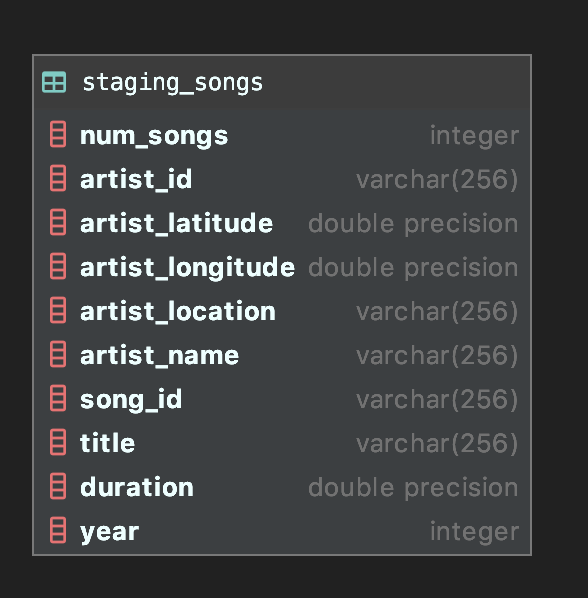 staging_songs
num_songs integer
artist_id varchar(256)
artist_latitude double precision
artist_longitude double precision
artist_location varchar(256)
artist_name varchar(256)
song_id varchar(256)
title varchar(256)
duration double precision
year integer